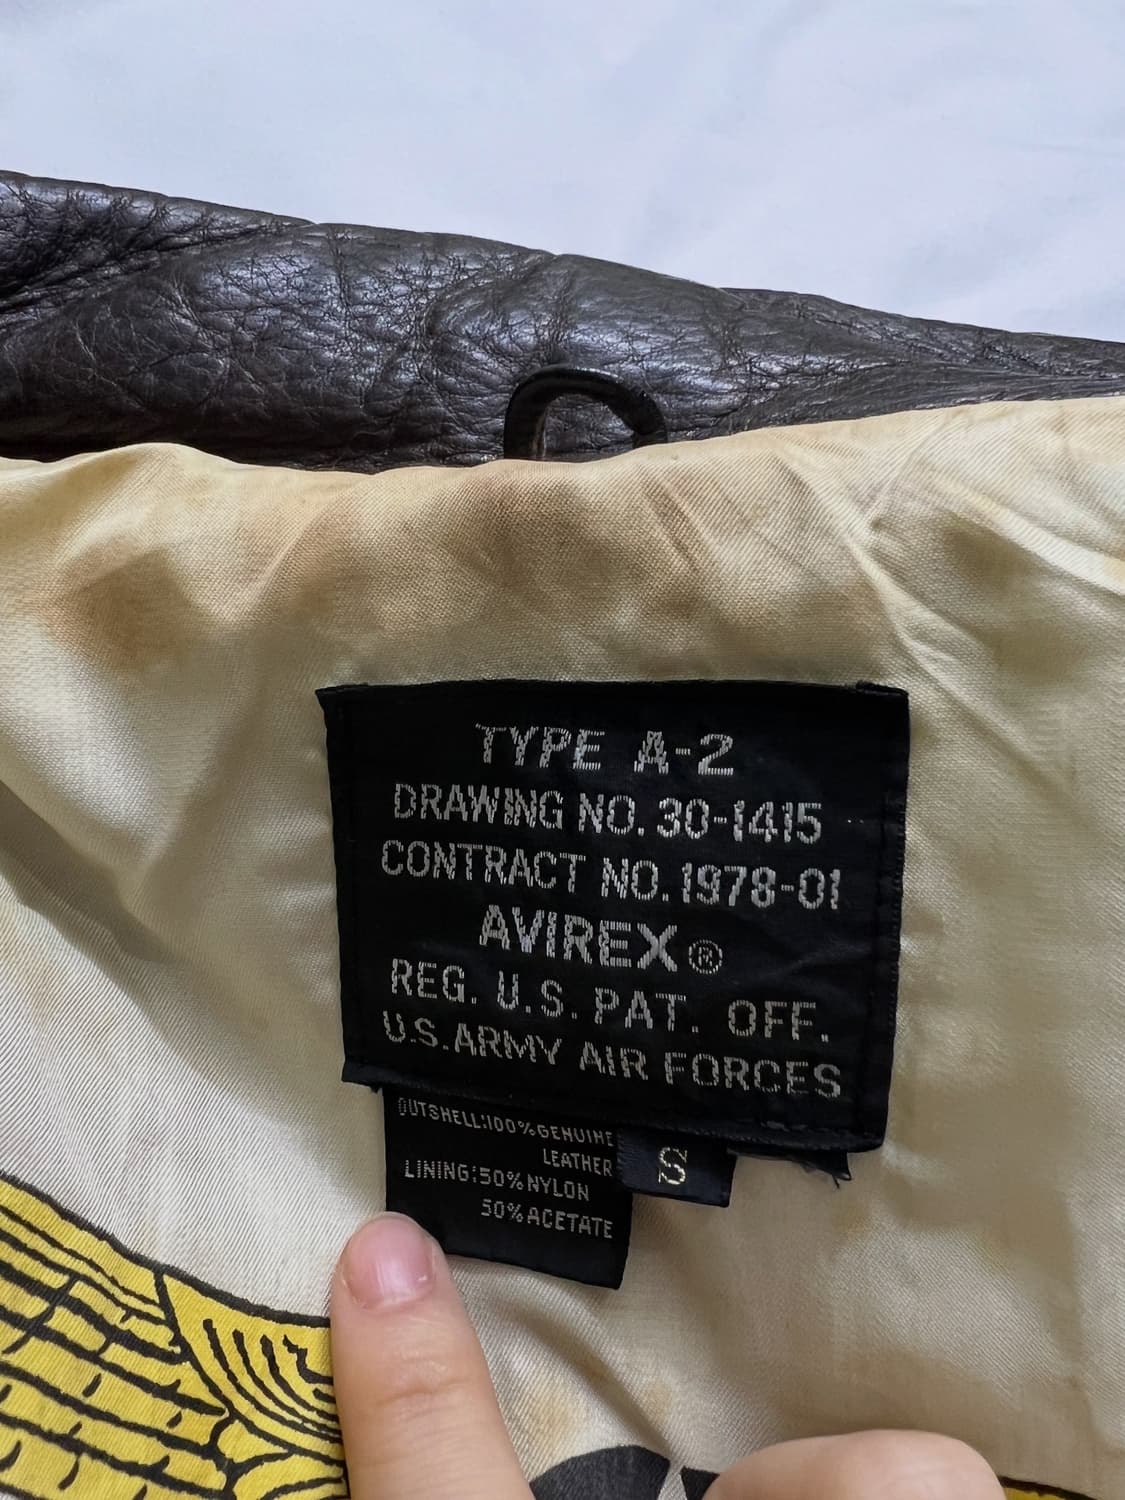 TYPE A-2
DRAWING NO. 30-1415
CONTRACT NO. 1978-01
AVIREX®
REG. U.S. PAT. OFF.
U.S. ARMY AIR FORCES
OUTSHELL:100%GENUINE
LEATHER
LINING:50%NYLON
50%ACETATE
S